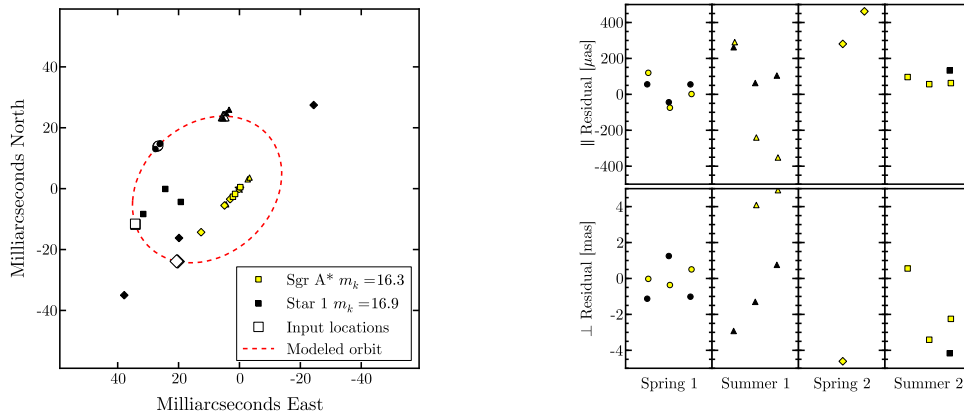 40
20
0
-20
-40
Milliarcseconds North
40
20
0
-20
-40
Milliarcseconds East
Sgr A* m_k = 16.3
Star 1 m_k = 16.9
Input locations
Modeled orbit
400
200
0
-200
-400
∥ Residual [μas]
4
2
0
-2
-4
⊥ Residual [mas]
Spring 1
Summer 1
Spring 2
Summer 2